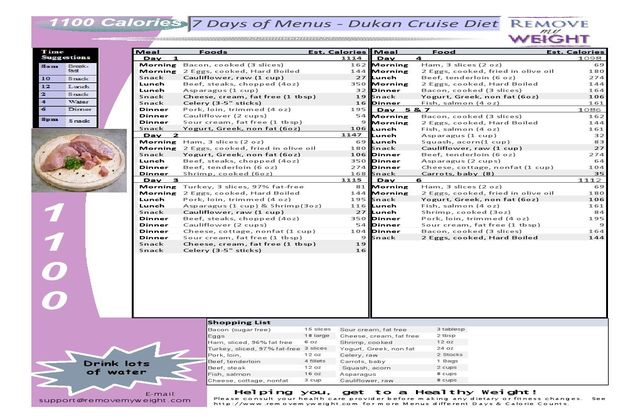 1100 Calories
7 Days of Menus - Dukan Cruise Diet
REMOVE
my
WEIGHT
Time
Suggestions
8am Break-fast
10 Snack
12 Lunch
2 Snack
4 Water
6 Dinner
8pm Snack
1
1
0
0
Drink lots
of water
E-mail
support@removemyweight.com
Meal Foods Est. Calories
Day 1 1114
Morning Bacon, cooked (3 slices) 162
Morning 2 Eggs, cooked, Hard Boiled 144
Snack Cauliflower, raw (1 cup) 27
Lunch Beef, steaks, chopped (4oz) 350
Lunch Asparagus (1 cup) 32
Snack Cheese, cream, fat free (1 tbsp) 19
Snack Celery (3-5" sticks) 16
Dinner Pork, loin, trimmed (4 oz) 195
Dinner Cauliflower (2 cups) 54
Dinner Sour cream, fat free (1 tbsp) 9
Snack Yogurt, Greek, non fat (6oz) 106
Day 2 1147
Morning Ham, 3 slices (2 oz) 69
Morning 2 Eggs, cooked, fried in olive oil 180
Snack Yogurt, Greek, non fat (6oz) 106
Lunch Beef, steaks, chopped (4oz) 350
Dinner Beef, tenderloin (6 oz) 274
Dinner Shrimp, cooked (6oz) 168
Day 3 1115
Morning Turkey, 3 slices, 97% fat-free 81
Morning 2 Eggs, cooked, Hard Boiled 144
Lunch Pork, loin, trimmed (4 oz) 195
Lunch Asparagus (1 cup) & Shrimp(3oz) 116
Snack Cauliflower, raw (1 cup) 27
Dinner Beef, steaks, chopped (4oz) 350
Dinner Cauliflower (2 cups) 54
Dinner Cheese, cottage, nonfat (1 cup) 104
Dinner Sour cream, fat free (1 tbsp) 9
Snack Cheese, cream, fat free (1 tbsp) 19
Snack Celery (3-5" sticks) 16
Meal Food Est. Calories
Day 4 1098
Morning Ham, 3 slices (2 oz) 69
Morning 2 Eggs, cooked, fried in olive oil 180
Lunch Beef, tenderloin (6 oz) 274
Lunch Fish, salmon (4 oz) 161
Snack Yogurt, Greek, non fat (6oz) 106
Dinner Fish, salmon (4 oz)
Day 5 & 7 1086
Morning Bacon, cooked (3 slices) 162
Morning 2 Eggs, cooked, Hard Boiled 144
Lunch Fish, salmon (4 oz) 161
Lunch Squash, acorn(1 cup) 83
Snack Cauliflower, raw (1 cup) 27
Dinner Beef, tenderloin (6 oz) 274
Dinner Asparagus (2 cups) 64
Dinner Cheese, cottage, nonfat (1 cup) 104
Snack Carrots, baby (8) 35
Day 6 1112
Morning Ham, 3 slices (2 oz) 69
Morning 2 Eggs, cooked, fried in olive oil 180
Snack Yogurt, Greek, non fat (6oz) 106
Lunch Fish, salmon (4 oz) 161
Lunch Shrimp, cooked (3oz) 84
Dinner Pork, loin, trimmed (4 oz) 195
Dinner Bacon, cooked (3 slices) 164
Dinner Sour cream, fat free (1 tbsp) 9
Snack 2 Eggs, cooked, Hard Boiled 144
Shopping List
Bacon (sugar free) 15 slices Sour cream, fat free 3 tablesp
Eggs 18 large Cheese, cream, fat free 2 tbsp
Ham, sliced, 96% fat free 6 oz Shrimp, cooked 12 oz
Turkey, sliced, 97% fat-free 3 slices Yogurt, Greek, nonfat 24 oz
Pork, loin, 12 oz Celery, raw 2 Stocks
Beef, tenderloin 4 filets Carrots, baby 1 Bags
Beef, steak 12 oz Squash, acorn 2 cups
Fish, salmon 16 oz Asparagus 8 cups
Cheese, cottage, nonfat 3 cup Cauliflower, raw 8 cups
Helping you, get to a Healthy Weight!
Please consult your health care provider before making any dietary or fitness changes. See
http://www.removemyweight.com for more Menus different Days & Calorie Counts.